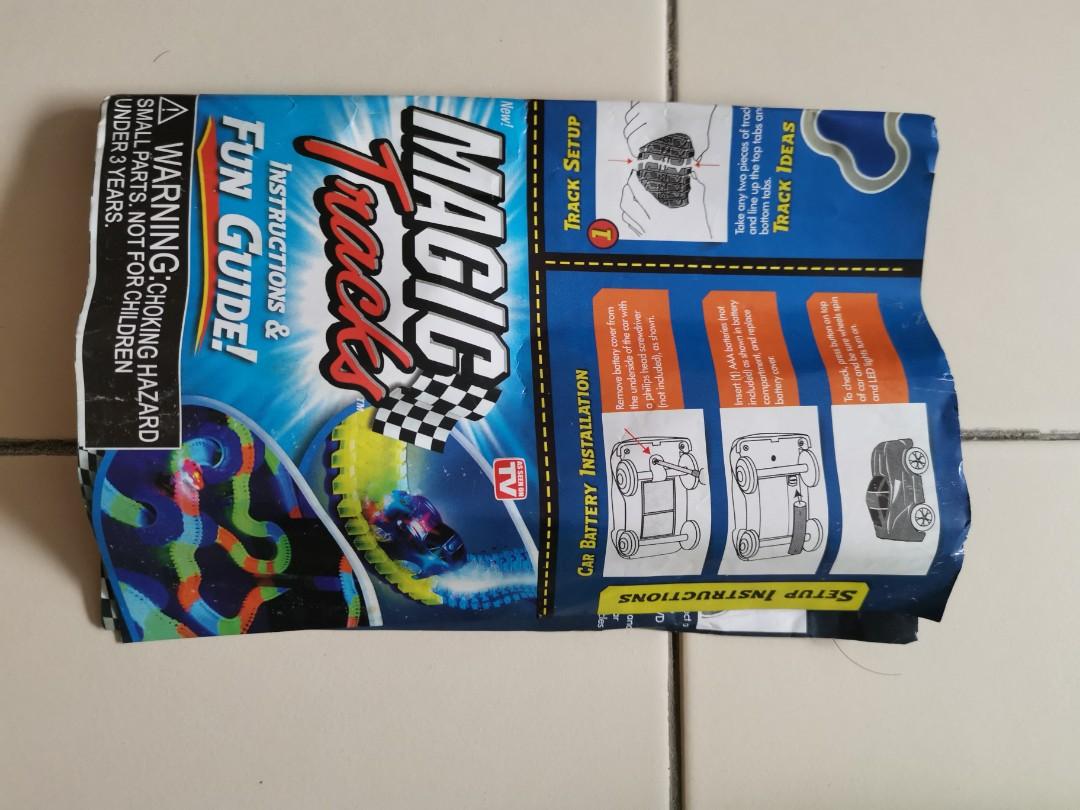 New!
MAGIC
Tracks
TM
INSTRUCTIONS &
FUN GUIDE!
WARNING: CHOKING HAZARD
SMALL PARTS. NOT FOR CHILDREN
UNDER 3 YEARS.
AS SEEN ON
TV
TRACK SETUP
1
Take any two pieces of track
and line up the top tabs and
bottom tabs.
TRACK IDEAS
SETUP INSTRUCTIONS
CAR BATTERY INSTALLATION
Remove battery cover from
the underside of the car with
a philips head screwdriver
(not included), as shown.
Insert (1) AAA batteries (not
included) as shown in battery
compartment, and replace
battery cover.
To check, press button on top
of car and be sure wheels spin
and LED lights turn on.